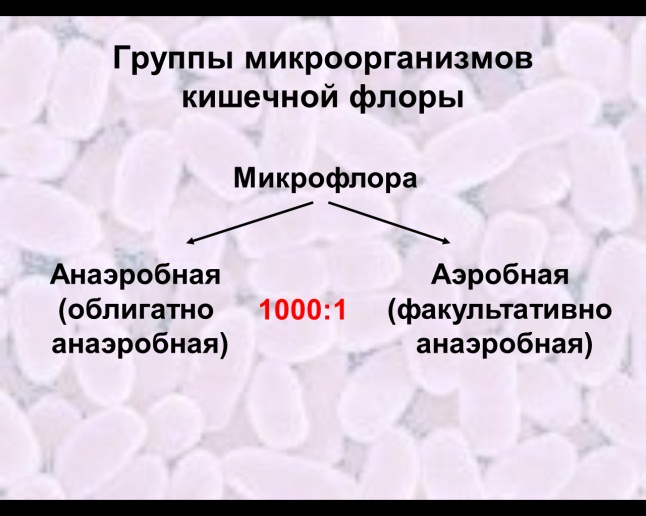 Группы микроорганизмов
кишечной флоры
Микрофлора
Анаэробная
(облигатно
анаэробная)
1000:1
Аэробная
(факультативно
анаэробная)